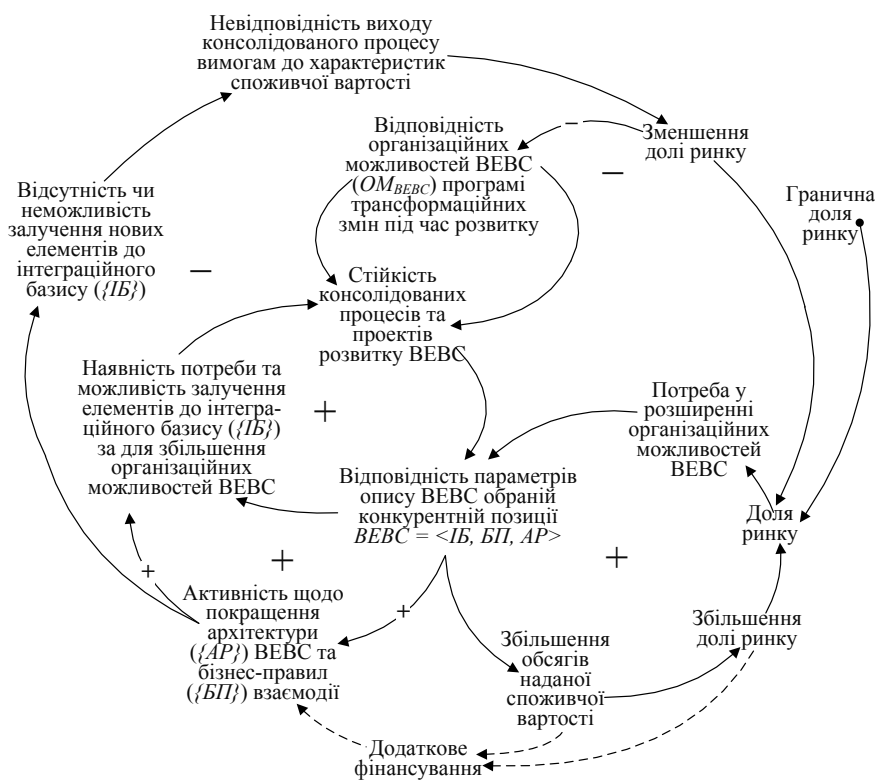 Невідповідність виходу
консолідованого процесу
вимогам до характеристик
споживчої вартості
Відповідність
організаційних
можливостей ВЕВС
(ОМВЕВС) програмі
трансформаційних
змін під час розвитку
–
Зменшення
долі ринку
–
Гранична
доля
ринку
Відсутність чи
неможливість
залучення нових
елементів до
інтеграційного
базису ({ІБ})
–
Стійкість
консолідованих
процесів та
проектів
розвитку ВЕВС
Наявність потреби та
можливість залучення
елементів до інтегра-
ційного базису ({ІБ})
за для збільшення
організаційних
можливостей ВЕВС
+
Потреба у
розширенні
організаційних
можливостей
ВЕВС
Відповідність параметрів
опису ВЕВС обраній
конкурентній позиції
ВЕВС = <ІБ, БП, АР>
Доля
ринку
+
+
+
Активність щодо
покращення
архітектури
({АР}) ВЕВС та
бізнес-правил
({БП}) взаємодії
+
Збільшення
обсягів
наданої
споживчої
вартості
Збільшення
долі ринку
Додаткове
фінансування